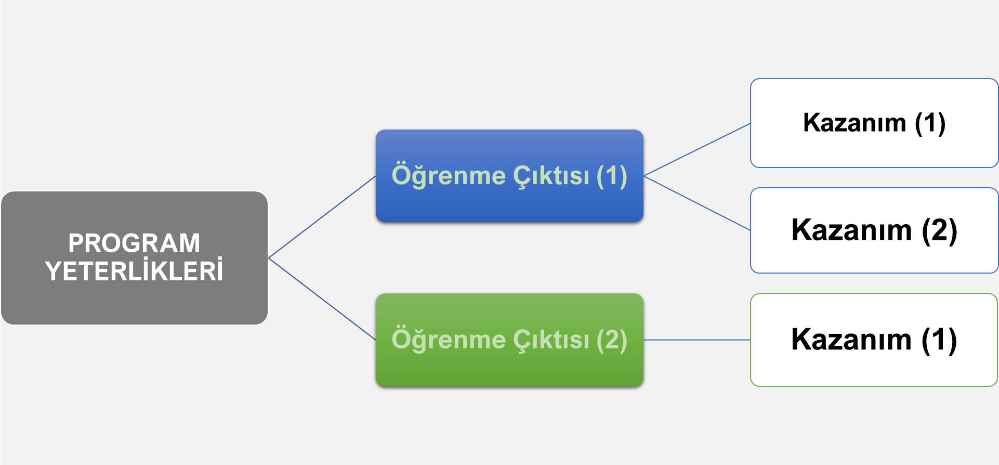 PROGRAM
YETERLİKLERİ
Öğrenme Çıktısı (1)
Kazanım (1)
Kazanım (2)
Öğrenme Çıktısı (2)
Kazanım (1)